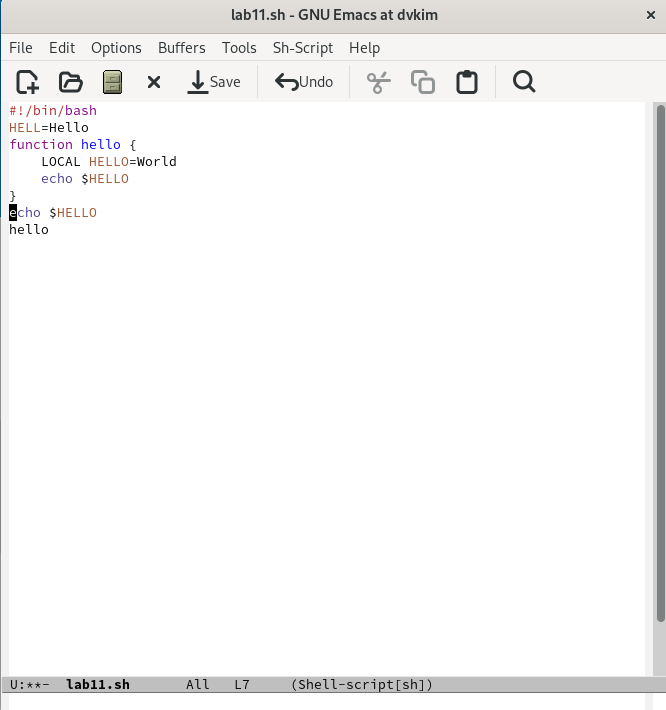 lab11.sh - GNU Emacs at dvkim
File Edit Options Buffers Tools Sh-Script Help
Save Undo
#!/bin/bash
HELL=Hello
function hello {
    LOCAL HELLO=World
    echo $HELLO
}
echo $HELLO
hello
U:**-  lab11.sh       All   L7     (Shell-script[sh])